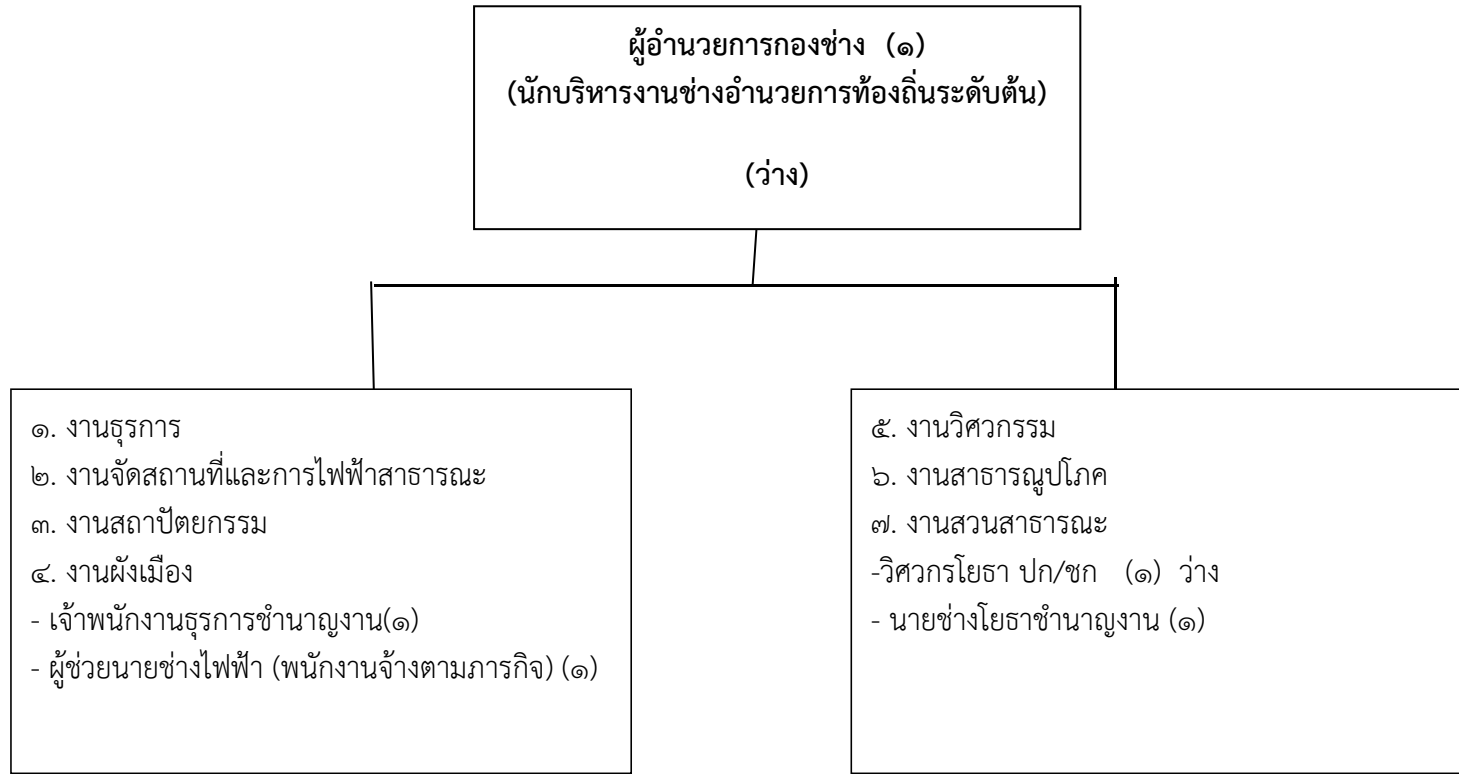 ผู้อำนวยการกองช่าง (๑)
(นักบริหารงานช่างอำนวยการท้องถิ่นระดับต้น)
(ว่าง)
๑. งานธุรการ
๒. งานจัดสถานที่และการไฟฟ้าสาธารณะ
๓. งานสถาปัตยกรรม
๔. งานผังเมือง
- เจ้าพนักงานธุรการชำนาญงาน(๑)
- ผู้ช่วยนายช่างไฟฟ้า (พนักงานจ้างตามภารกิจ) (๑)
๕. งานวิศวกรรม
๖. งานสาธารณูปโภค
๗. งานสวนสาธารณะ
-วิศวกรโยธา ปก/ชก (๑) ว่าง
- นายช่างโยธาชำนาญงาน (๑)